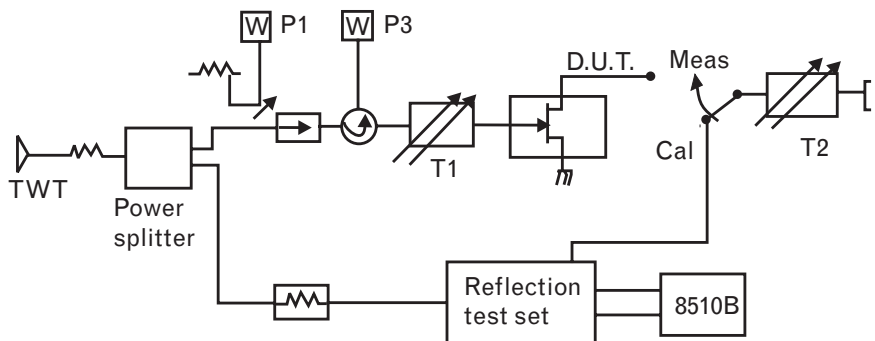 W P1
W P3
D.U.T.
Meas
T1
Cal
T2
TWT
Power
splitter
Reflection
test set
8510B